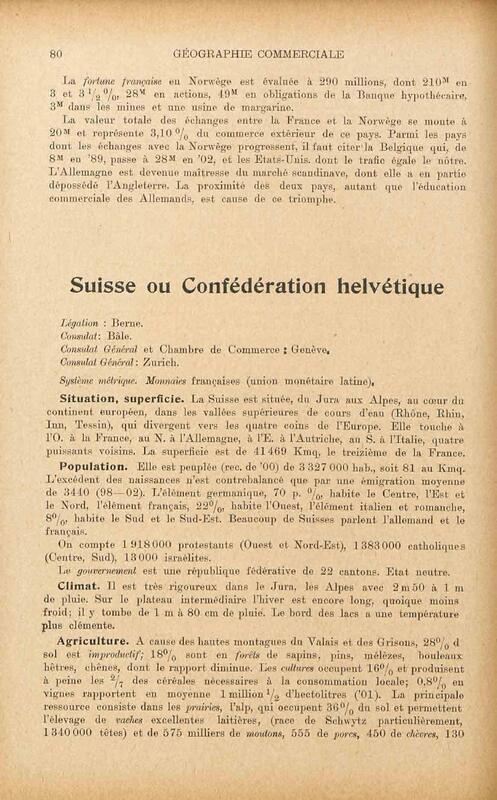 80 GÉOGRAPHIE COMMERCIALE
La fortune française en Norwège est évaluée à 290 millions, dont 210M en
3 et 3 1/2 %, 28M en actions, 49M en obligations de la Banque hypothécaire,
3M dans les mines et une usine de margarine.
La valeur totale des échanges entre la France et la Norwège se monte à
20M et représente 3,10 % du commerce extérieur de ce pays. Parmi les pays
dont les échanges avec la Norwège progressent, il faut citer la Belgique qui, de
8M en '89, passe à 28M en '02, et les Etats-Unis. dont le trafic égale le nôtre.
L'Allemagne est devenue maîtresse du marché scandinave, dont elle a en partie
dépossédé l'Angleterre. La proximité des deux pays, autant que l'éducation
commerciale des Allemands, est cause de ce triomphe.
Suisse ou Confédération helvétique
Légation : Berne.
Consulat: Bâle.
Consulat Général et Chambre de Commerce : Genève,
Consulat Général: Zurich.
Système métrique. Monnaies françaises (union monétaire latine),
Situation, superficie. La Suisse est située, du Jura aux Alpes, au cœur du
continent européen, dans les vallées supérieures de cours d'eau (Rhône, Rhin,
Inn, Tessin), qui divergent vers les quatre coins de l'Europe. Elle touche à
l'O. à la France, au N. à l'Allemagne, à l'E. à l'Autriche, au S. à l'Italie, quatre
puissants voisins. La superficie est de 41469 Kmq, le treizième de la France.
Population. Elle est peuplée (rec. de '00) de 3327000 hab., soit 81 au Kmq.
L'excédent des naissances n'est contrebalancé que par une émigration moyenne
de 3440 (98—02). L'élément germanique, 70 p. %, habite le Centre, l'Est et
le Nord, l'élément français, 22%, habite l'Ouest, l'élément italien et romanche,
8%, habite le Sud et le Sud-Est. Beaucoup de Suisses parlent l'allemand et le
français.
On compte 1918000 protestants (Ouest et Nord-Est), 1383000 catholiques
(Centre, Sud), 13000 israélites.
Le gouvernement est une république fédérative de 22 cantons. Etat neutre.
Climat. Il est très rigoureux dans le Jura, les Alpes avec 2m50 à 1 m
de pluie. Sur le plateau intermédiaire l'hiver est encore long, quoique moins
froid; il y tombe de 1 m à 80 cm de pluie. Le bord des lacs a une température
plus clémente.
Agriculture. A cause des hautes montagues du Valais et des Grisons, 28% d
sol est improductif; 18% sont en forêts de sapins, pins, mélèzes, bouleaux
hêtres, chênes, dont le rapport diminue. Les cultures occupent 16% et produisent
à peine les 2/7 des céréales nécessaires à la consommation locale; 0,8% en
vignes rapportent en moyenne 1 million 1/2 d'hectolitres ('01). La principale
ressource consiste dans les prairies, l'alp, qui occupent 36% du sol et permettent
l'élevage de vaches excellentes laitières, (race de Schwytz particulièrement,
1340000 têtes) et de 575 milliers de moutons, 555 de porcs, 450 de chèvres, 130